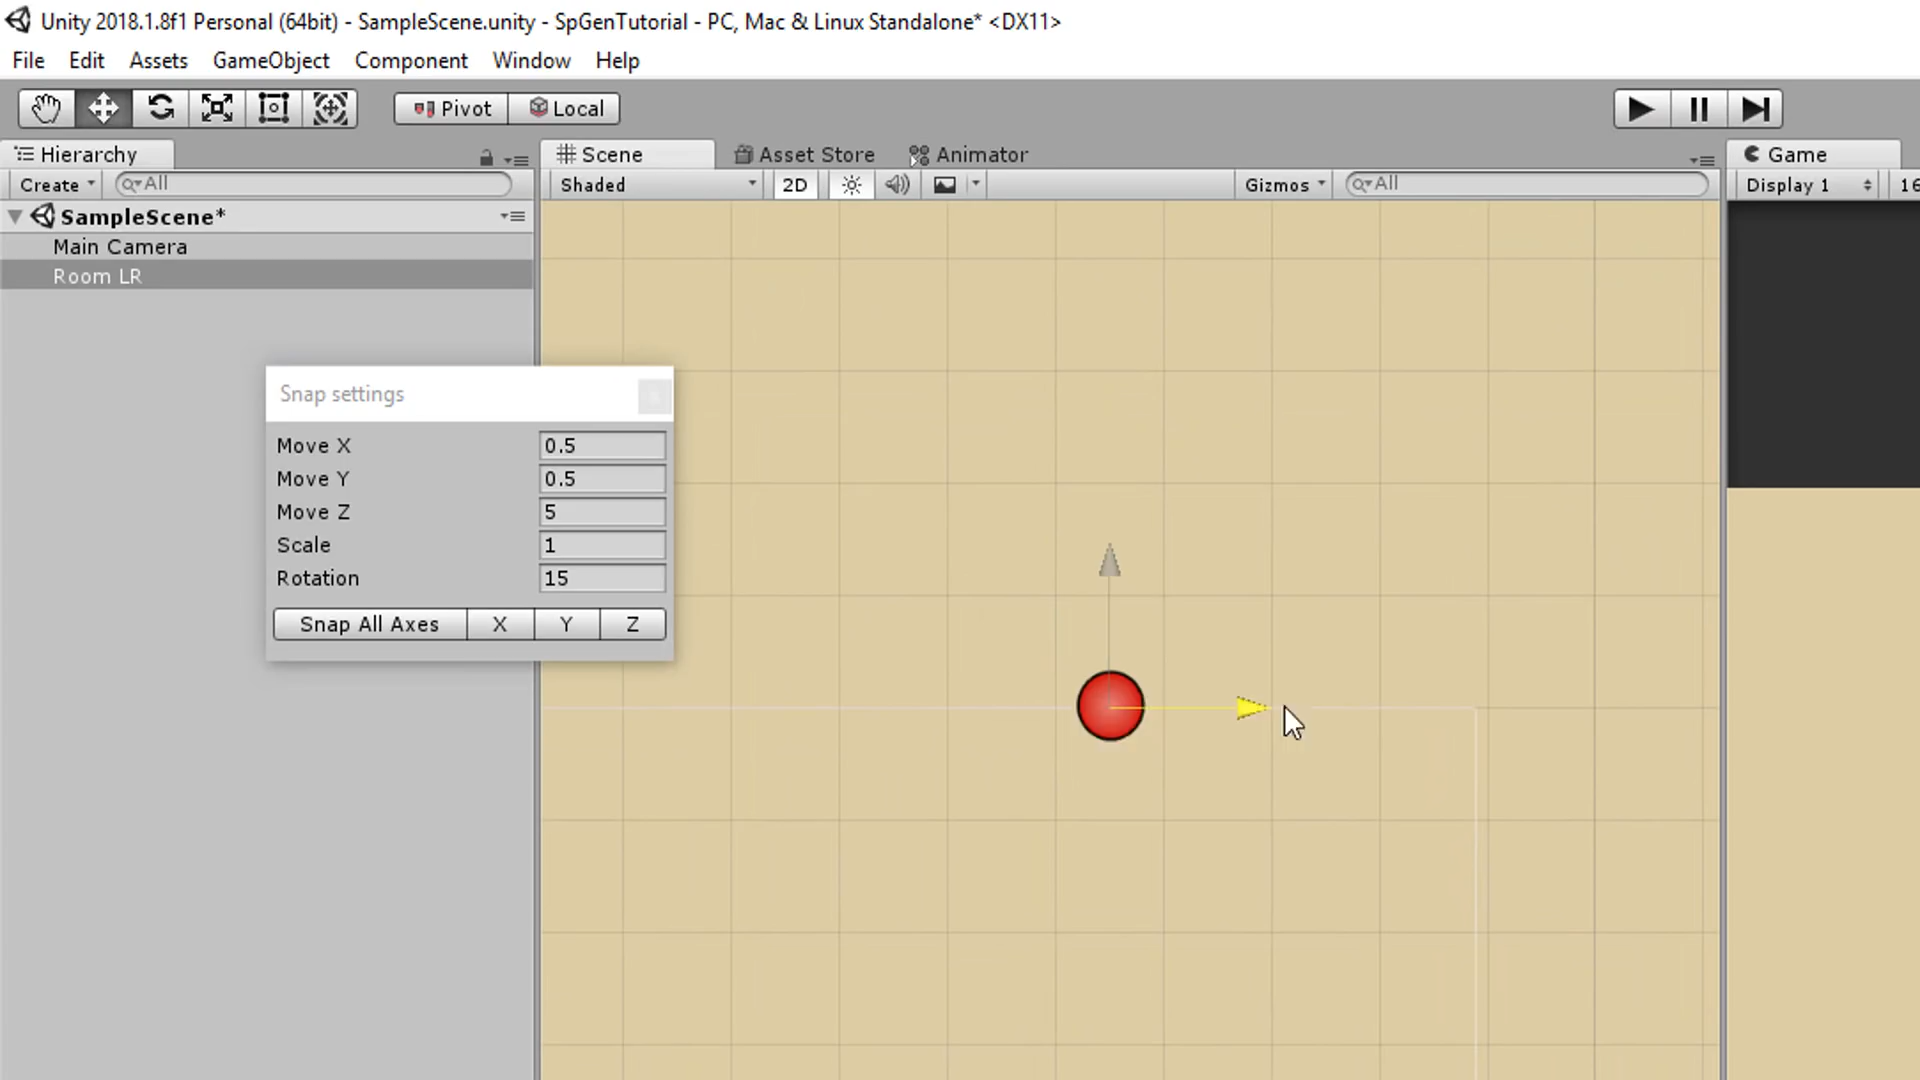 Unity 2018.1.8f1 Personal (64bit) - SampleScene.unity - SpGenTutorial - PC, Mac & Linux Standalone* <DX11>
File Edit Assets GameObject Component Window Help
Pivot Local
Hierarchy Scene Asset Store Animator Game
Create All Shaded 2D Gizmos All Display 1 16
SampleScene*
Main Camera
Room LR
Snap settings
Move X 0.5
Move Y 0.5
Move Z 5
Scale 1
Rotation 15
Snap All Axes X Y Z